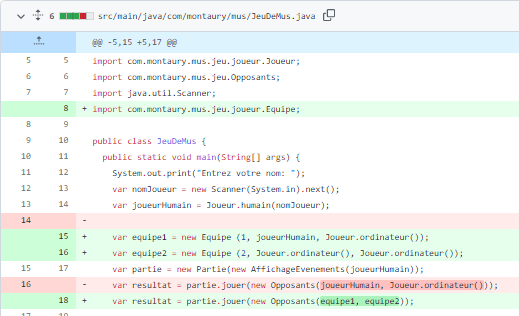 6 src/main/java/com/montaury/mus/JeuDeMus.java
@@ -5,15 +5,17 @@
5 5 import com.montaury.mus.jeu.joueur.Joueur;
6 6 import com.montaury.mus.jeu.Opposants;
7 7 import java.util.Scanner;
8 + import com.montaury.mus.jeu.joueur.Equipe;
8 9
9 10 public class JeuDeMus {
10 11 public static void main(String[] args) {
11 12 System.out.print("Entrez votre nom: ");
12 13 var nomJoueur = new Scanner(System.in).next();
13 14 var joueurHumain = Joueur.humain(nomJoueur);
14 -
15 + var equipe1 = new Equipe (1, joueurHumain, Joueur.ordinateur());
16 + var equipe2 = new Equipe (2, Joueur.ordinateur(), Joueur.ordinateur());
15 17 var partie = new Partie(new AffichageEvenements(joueurHumain));
16 - var resultat = partie.jouer(new Opposants(joueurHumain, Joueur.ordinateur()));
18 + var resultat = partie.jouer(new Opposants(equipe1, equipe2));